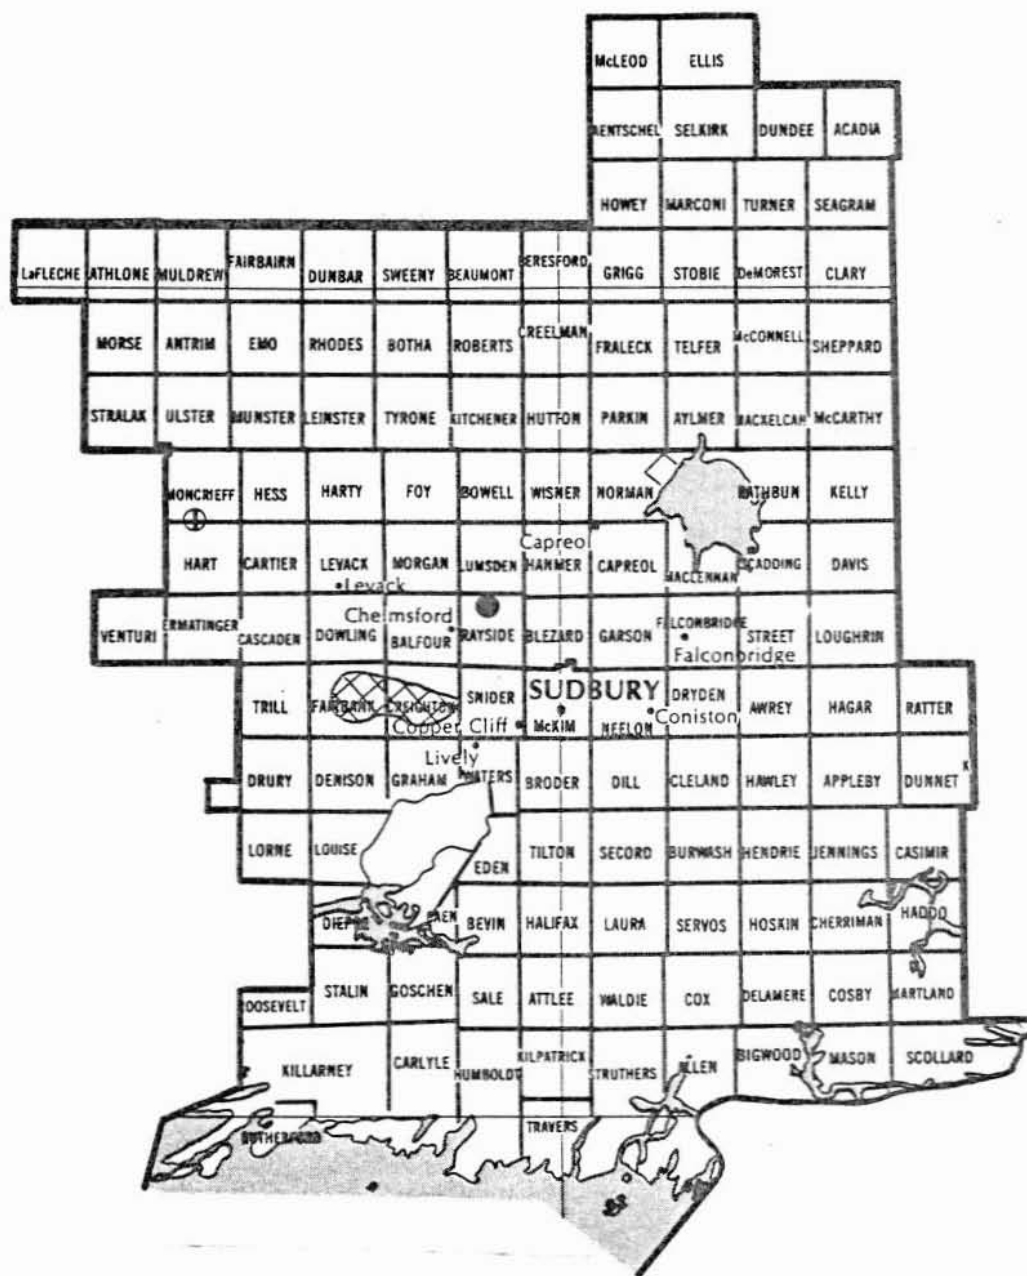 McLEOD ELLIS
AENTSCHEL SELKIRK DUNDEE ACADIA
HOWEY MARCONI TURNER SEAGRAM
LaFLECHE ATHLONE MULDREW FAIRBAIRN DUNBAR SWEENY BEAUMONT BERESFORD GRIGG STOBIE DeMOREST CLARY
MORSE ANTRIM EMO RHODES BOTHA ROBERTS CREELMAN FRALECK TELFER McCONNELL SHEPPARD
STRALAK ULSTER MUNSTER LEINSTER TYRONE KITCHENER HUTTON PARKIN AYLMER MACKELCAN McCARTHY
MONCRIEFF HESS HARTY FOY BOWELL WISNER NORMAN RATHBUN KELLY
Capreol
HART CARTIER LEVACK MORGAN LUMSDEN HANMER CAPREOL MACLENNAN SCADDING DAVIS
Levack
Chelmsford
VENTURI ERMATINGER CASCADEN DOWLING BALFOUR RAYSIDE BLEZARD GARSON FALCONBRIDGE STREET LOUGHRIN
Falconbridge
SUDBURY
TRILL FAIRBANK CREIGHTON SNIDER McKIM NEELON DRYDEN AWREY HAGAR RATTER
Copper Cliff Coniston
Lively
DRURY DENISON GRAHAM WATERS BRODER DILL CLELAND HAWLEY APPLEBY DUNNET
x
LORNE LOUISE EDEN TILTON SECORD BURWASH HENDRIE JENNINGS CASIMIR
DIEPPE CAEN BEVIN HALIFAX LAURA SERVOS HOSKIN CHERRIMAN HADDO
ROOSEVELT STALIN GOSCHEN SALE ATTLEE WALDIE COX DELAMERE COSBY MARTLAND
KILLARNEY CARLYLE HUMBOLDT KILPATRICK STRUTHERS ALLEN BIGWOOD MASON SCOLLARD
RUTHERFORD TRAVERS